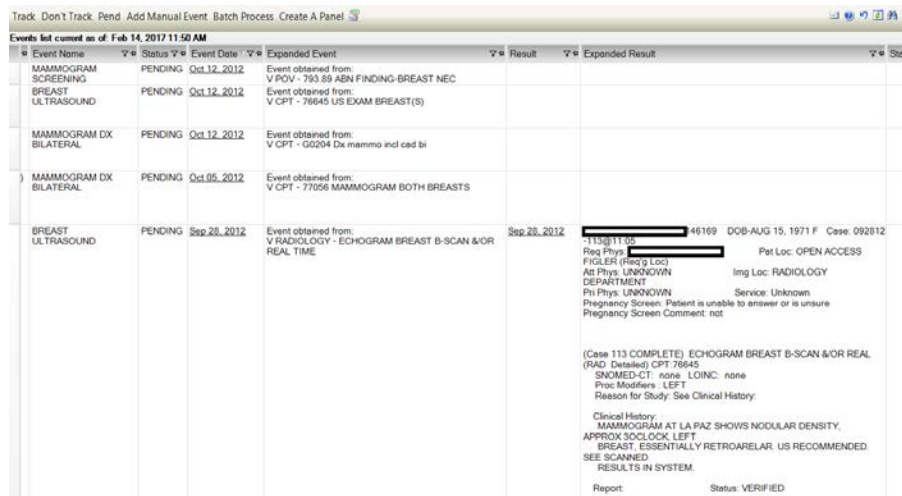 Track Don't Track Pend Add Manual Event Batch Process Create A Panel
Events list current as of: Feb 14, 2017 11:50 AM
Event Name Status Event Date Expanded Event Result Expanded Result
MAMMOGRAM SCREENING PENDING Oct 12, 2012 Event obtained from:
V POV - 793.89 ABN FINDING-BREAST NEC
BREAST ULTRASOUND PENDING Oct 12, 2012 Event obtained from:
V CPT - 76645 US EXAM BREAST(S)
MAMMOGRAM DX BILATERAL PENDING Oct 12, 2012 Event obtained from:
V CPT - G0204 Dx mammo incl cad bi
) MAMMOGRAM DX BILATERAL PENDING Oct 05, 2012 Event obtained from:
V CPT - 77056 MAMMOGRAM BOTH BREASTS
BREAST ULTRASOUND PENDING Sep 28, 2012 Event obtained from:
V RADIOLOGY - ECHOGRAM BREAST B-SCAN &/OR
REAL TIME
Sep 28, 2012
46169 DOB-AUG 15, 1971 F Case: 092812
-113@11:05
Req Phys: Pat Loc: OPEN ACCESS
FIGLER (Req'g Loc)
Att Phys: UNKNOWN Img Loc: RADIOLOGY
DEPARTMENT
Pri Phys: UNKNOWN Service: Unknown
Pregnancy Screen: Patient is unable to answer or is unsure
Pregnancy Screen Comment: not
(Case 113 COMPLETE) ECHOGRAM BREAST B-SCAN &/OR REAL
(RAD Detailed) CPT:76645
SNOMED-CT: none LOINC: none
Proc Modifiers : LEFT
Reason for Study: See Clinical History:
Clinical History:
MAMMOGRAM AT LA PAZ SHOWS NODULAR DENSITY,
APPROX 3OCLOCK, LEFT
BREAST, ESSENTIALLY RETROARELAR. US RECOMMENDED.
SEE SCANNED
RESULTS IN SYSTEM.
Report: Status: VERIFIED